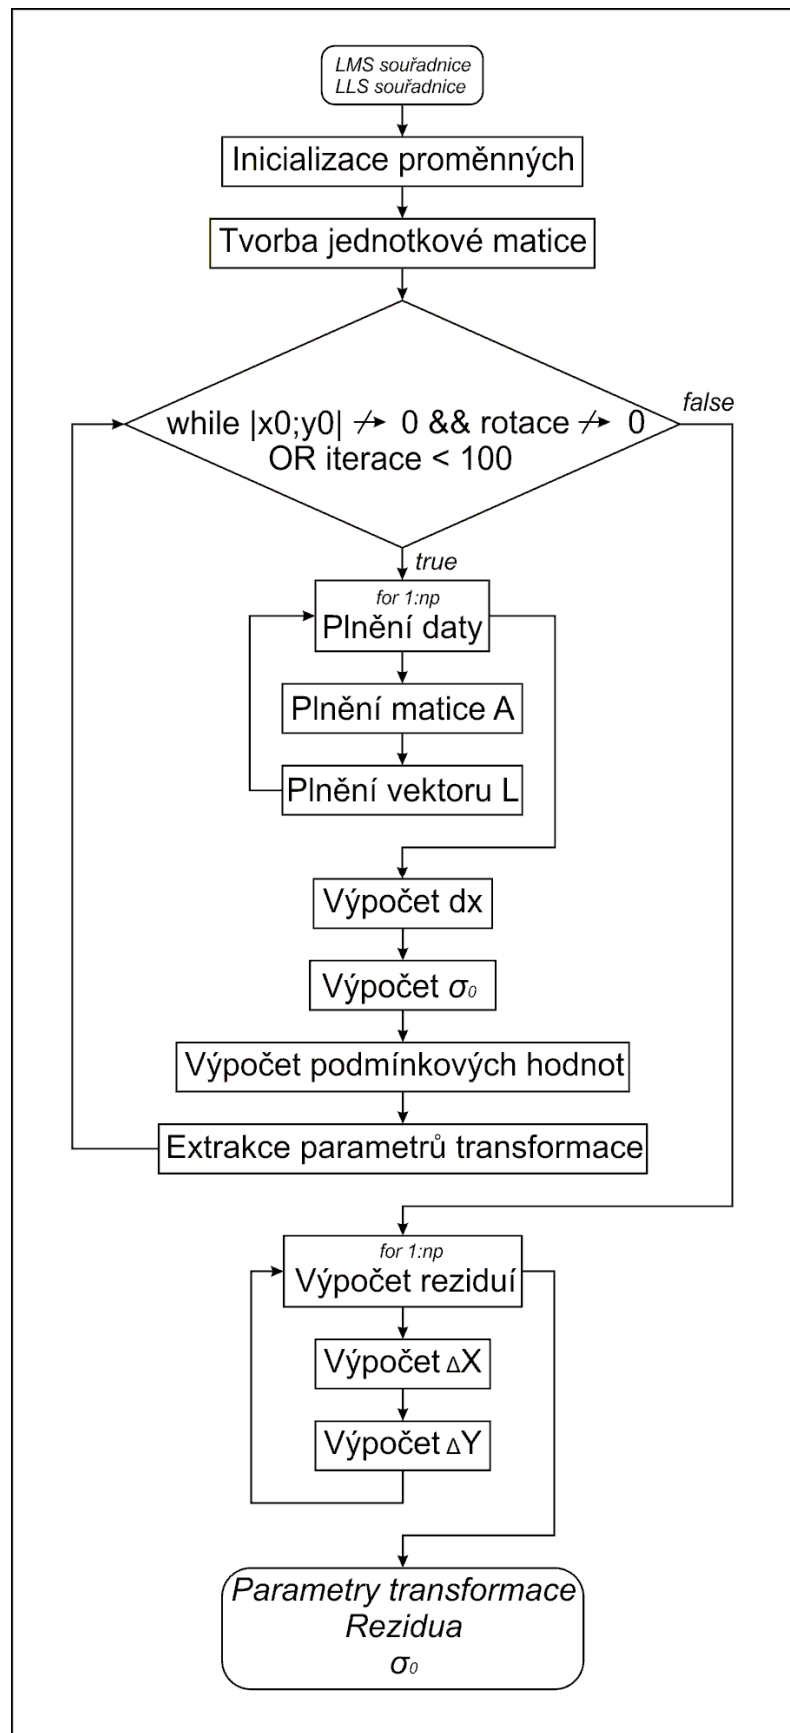 LMS souřadnice
LLS souřadnice
Inicializace proměnných
Tvorba jednotkové matice
while |x0;y0| ↛ 0 && rotace ↛ 0
OR iterace < 100
false
true
for 1:np
Plnění daty
Plnění matice A
Plnění vektoru L
Výpočet dx
Výpočet σ₀
Výpočet podmínkových hodnot
Extrakce parametrů transformace
for 1:np
Výpočet reziduí
Výpočet ΔX
Výpočet ΔY
Parametry transformace
Rezidua
σ₀